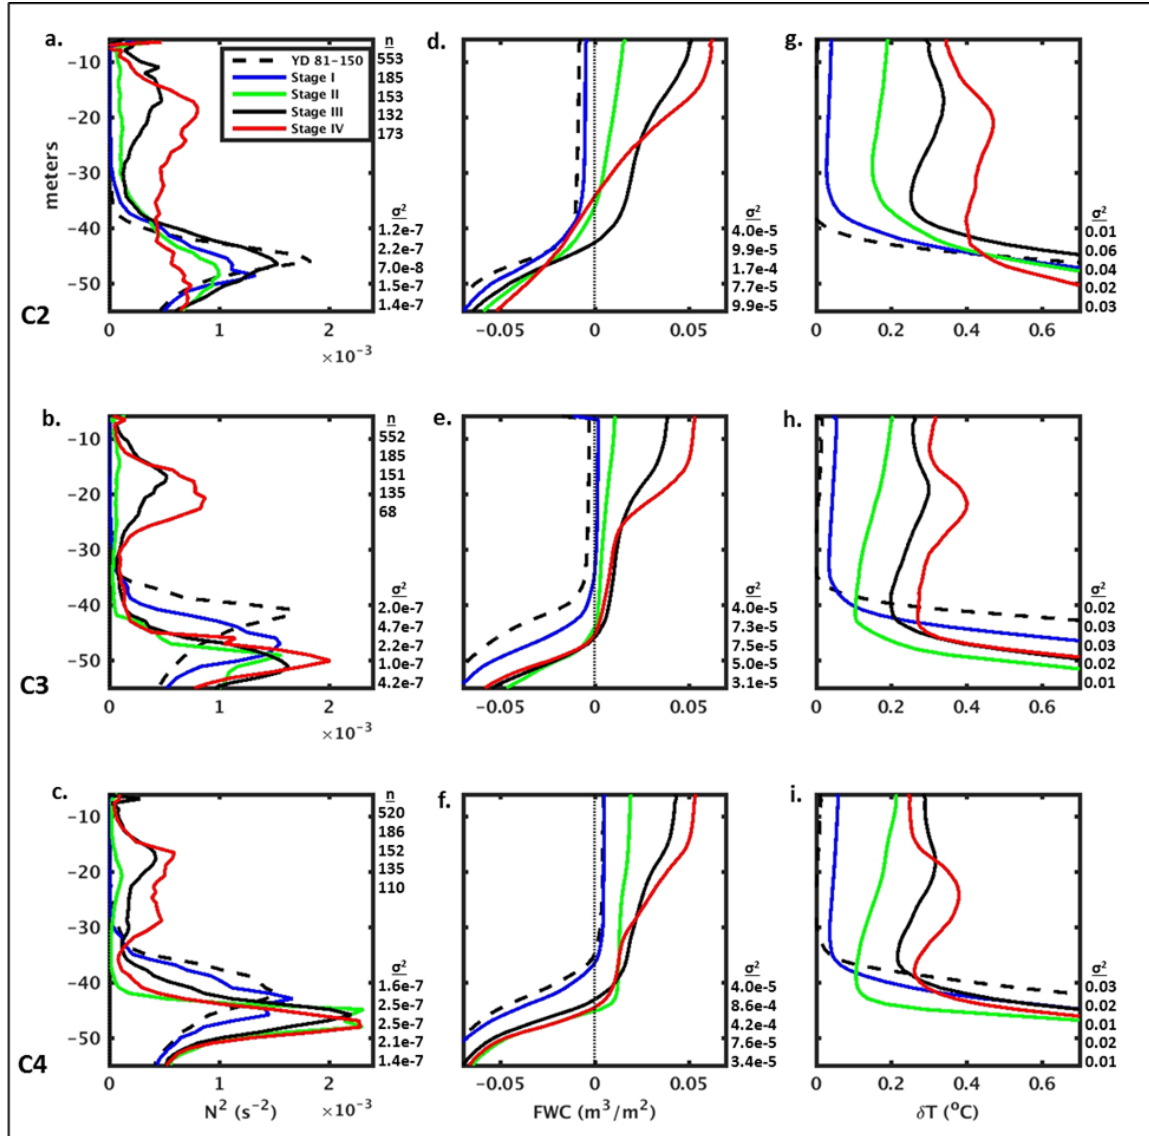 a.
d.
g.
YD 81-150
Stage I
Stage II
Stage III
Stage IV
n
553
185
153
132
173
σ²
1.2e-7
2.2e-7
7.0e-8
1.5e-7
1.4e-7
σ²
4.0e-5
9.9e-5
1.7e-4
7.7e-5
9.9e-5
σ²
0.01
0.06
0.04
0.02
0.03
meters
−10
−20
−30
−40
−50
C2
0 1 2
×10⁻³
−0.05 0 0.05
0 0.2 0.4 0.6
b.
e.
h.
n
552
185
151
135
68
σ²
2.0e-7
4.7e-7
2.2e-7
1.0e-7
4.2e-7
σ²
4.0e-5
7.3e-5
7.5e-5
5.0e-5
3.1e-5
σ²
0.02
0.03
0.03
0.02
0.01
−10
−20
−30
−40
−50
C3
0 1 2
×10⁻³
−0.05 0 0.05
0 0.2 0.4 0.6
c.
f.
i.
n
520
186
152
135
110
σ²
1.6e-7
2.5e-7
2.5e-7
2.1e-7
1.4e-7
σ²
4.0e-5
8.6e-4
4.2e-4
7.6e-5
3.4e-5
σ²
0.03
0.02
0.01
0.02
0.01
−10
−20
−30
−40
−50
C4
0 1 2
×10⁻³
N² (s⁻²)
−0.05 0 0.05
FWC (m³/m²)
0 0.2 0.4 0.6
δT (°C)